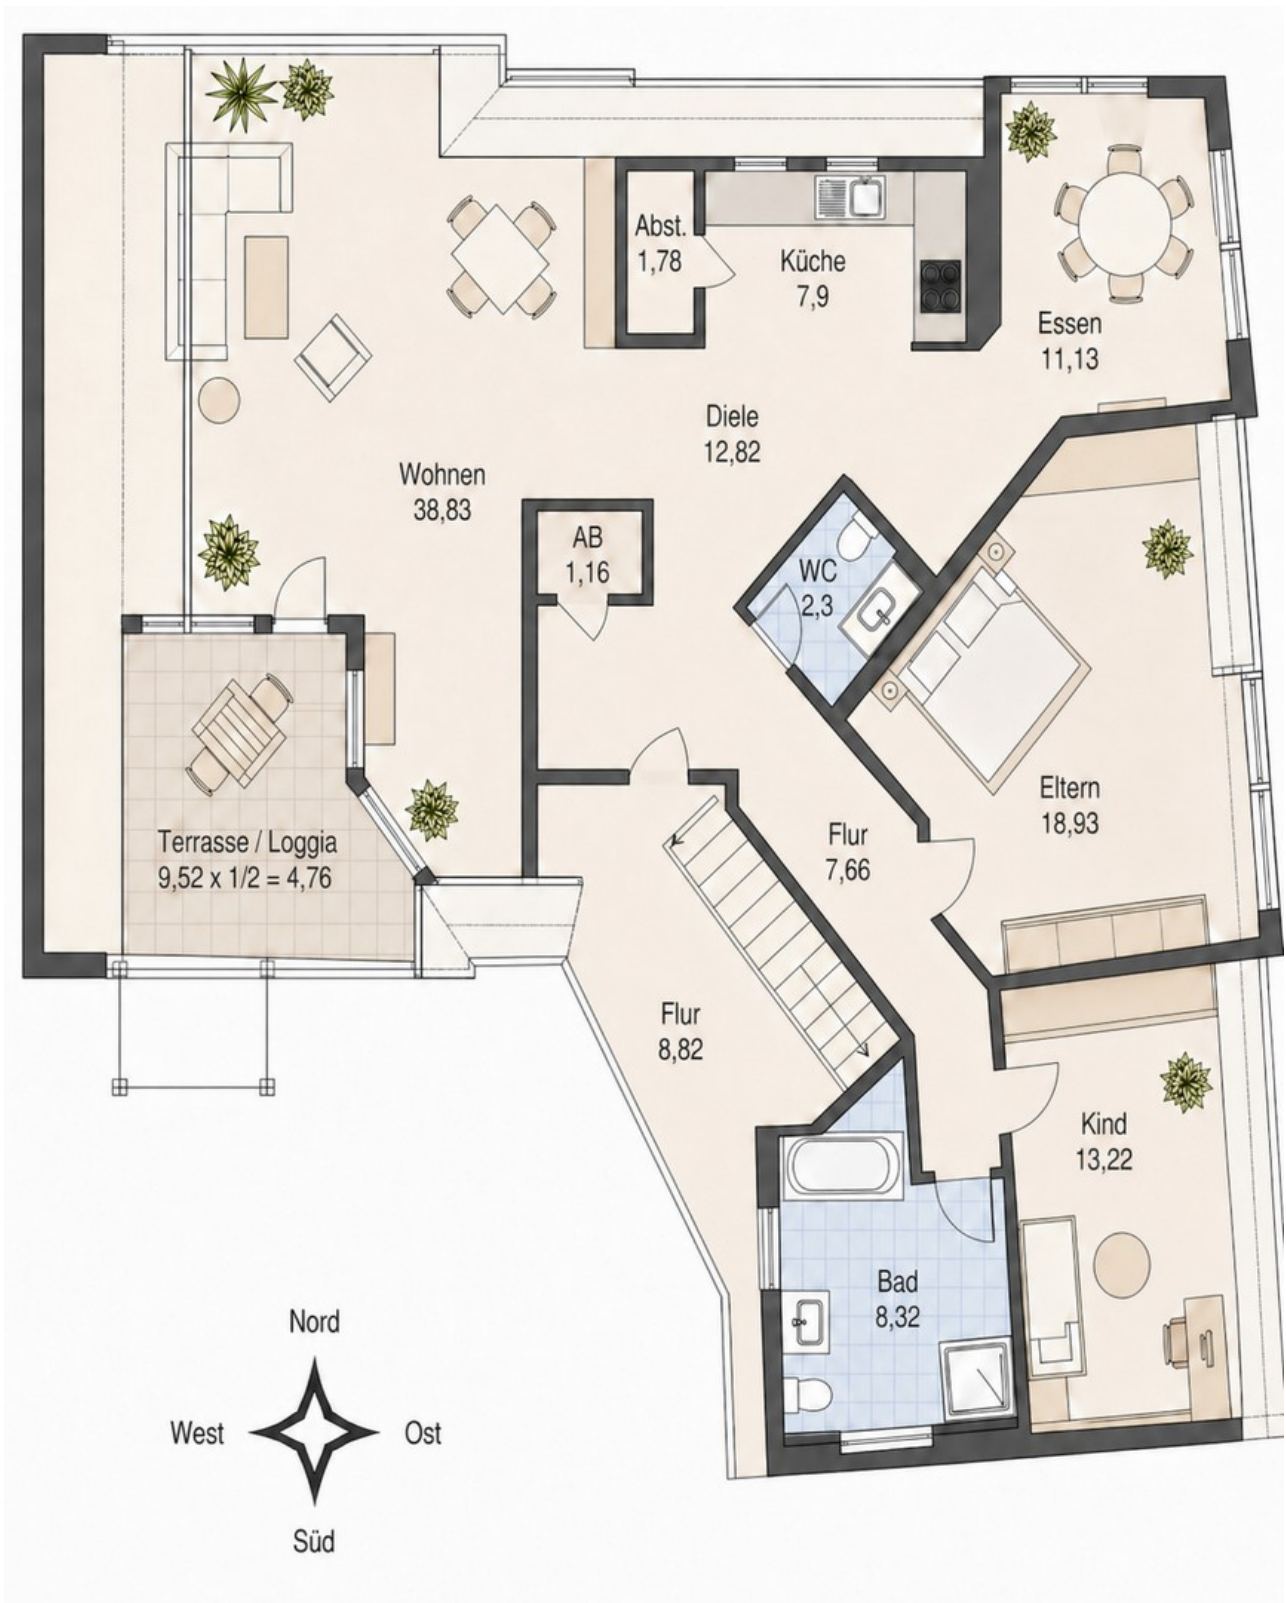 Abst.
1,78
Küche
7,9
Essen
11,13
Diele
12,82
Wohnen
38,83
AB
1,16
WC
2,3
Eltern
18,93
Flur
7,66
Terrasse / Loggia
9,52 x 1/2 = 4,76
Flur
8,82
Kind
13,22
Bad
8,32
Nord
West
Ost
Süd